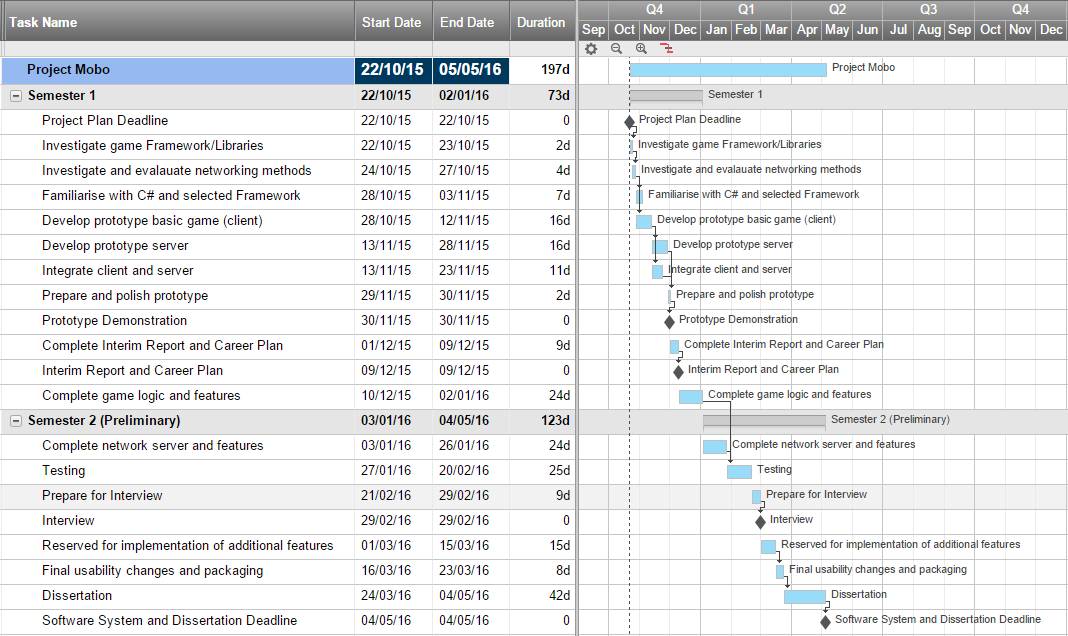 Task Name Start Date End Date Duration Q4 Q1 Q2 Q3 Q4
Sep Oct Nov Dec Jan Feb Mar Apr May Jun Jul Aug Sep Oct Nov Dec
Project Mobo 22/10/15 05/05/16 197d Project Mobo
Semester 1 22/10/15 02/01/16 73d Semester 1
Project Plan Deadline 22/10/15 22/10/15 0 Project Plan Deadline
Investigate game Framework/Libraries 22/10/15 23/10/15 2d Investigate game Framework/Libraries
Investigate and evalauate networking methods 24/10/15 27/10/15 4d Investigate and evalauate networking methods
Familiarise with C# and selected Framework 28/10/15 03/11/15 7d Familiarise with C# and selected Framework
Develop prototype basic game (client) 28/10/15 12/11/15 16d Develop prototype basic game (client)
Develop prototype server 13/11/15 28/11/15 16d Develop prototype server
Integrate client and server 13/11/15 23/11/15 11d Integrate client and server
Prepare and polish prototype 29/11/15 30/11/15 2d Prepare and polish prototype
Prototype Demonstration 30/11/15 30/11/15 0 Prototype Demonstration
Complete Interim Report and Career Plan 01/12/15 09/12/15 9d Complete Interim Report and Career Plan
Interim Report and Career Plan 09/12/15 09/12/15 0 Interim Report and Career Plan
Complete game logic and features 10/12/15 02/01/16 24d Complete game logic and features
Semester 2 (Preliminary) 03/01/16 04/05/16 123d Semester 2 (Preliminary)
Complete network server and features 03/01/16 26/01/16 24d Complete network server and features
Testing 27/01/16 20/02/16 25d Testing
Prepare for Interview 21/02/16 29/02/16 9d Prepare for Interview
Interview 29/02/16 29/02/16 0 Interview
Reserved for implementation of additional features 01/03/16 15/03/16 15d Reserved for implementation of additional features
Final usability changes and packaging 16/03/16 23/03/16 8d Final usability changes and packaging
Dissertation 24/03/16 04/05/16 42d Dissertation
Software System and Dissertation Deadline 04/05/16 04/05/16 0 Software System and Dissertation Deadline